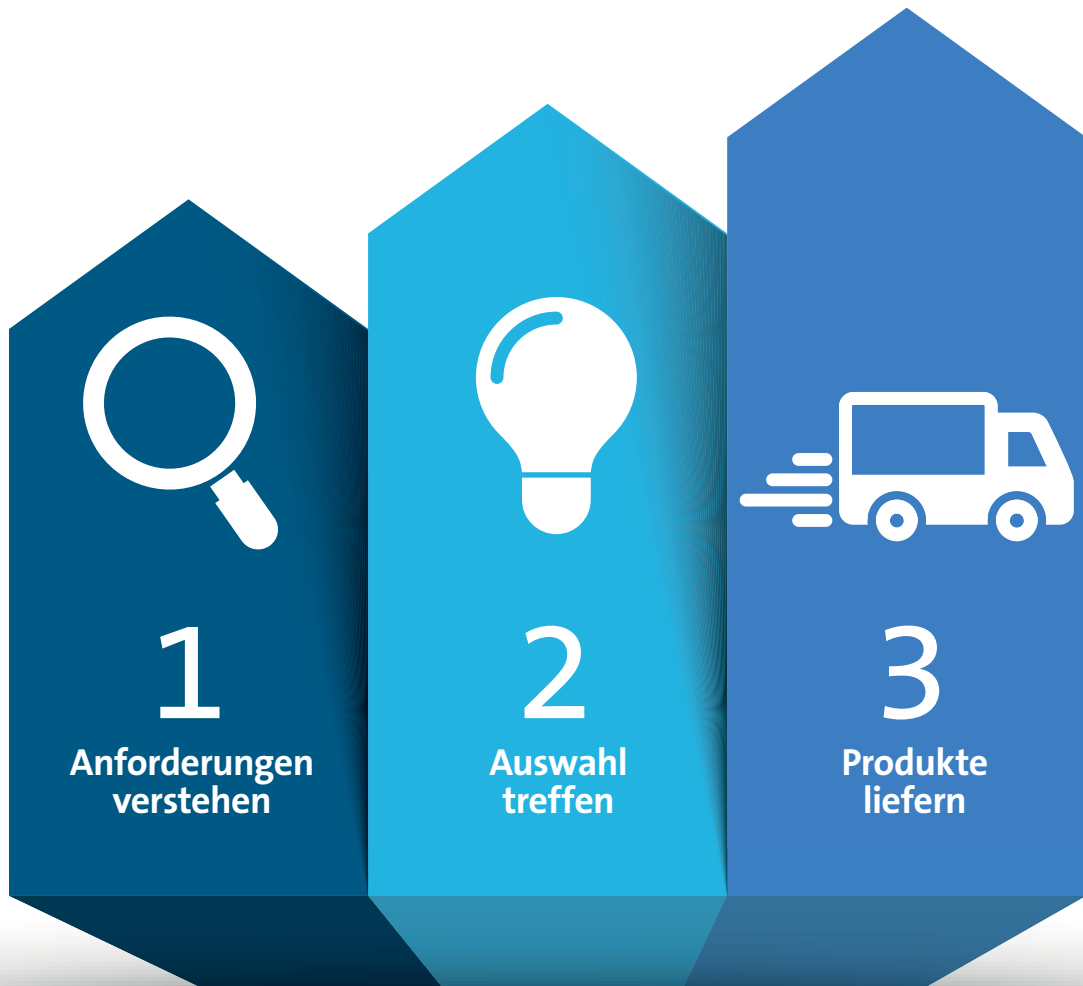 1
Anforderungen
verstehen
2
Auswahl
treffen
3
Produkte
liefern